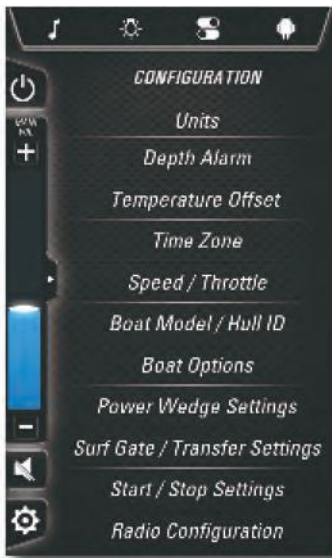 CONFIGURATION
Units
Depth Alarm
Temperature Offset
Time Zone
Speed / Throttle
Boat Model / Hull ID
Boat Options
Power Wedge Settings
Surf Gate / Transfer Settings
Start / Stop Settings
Radio Configuration